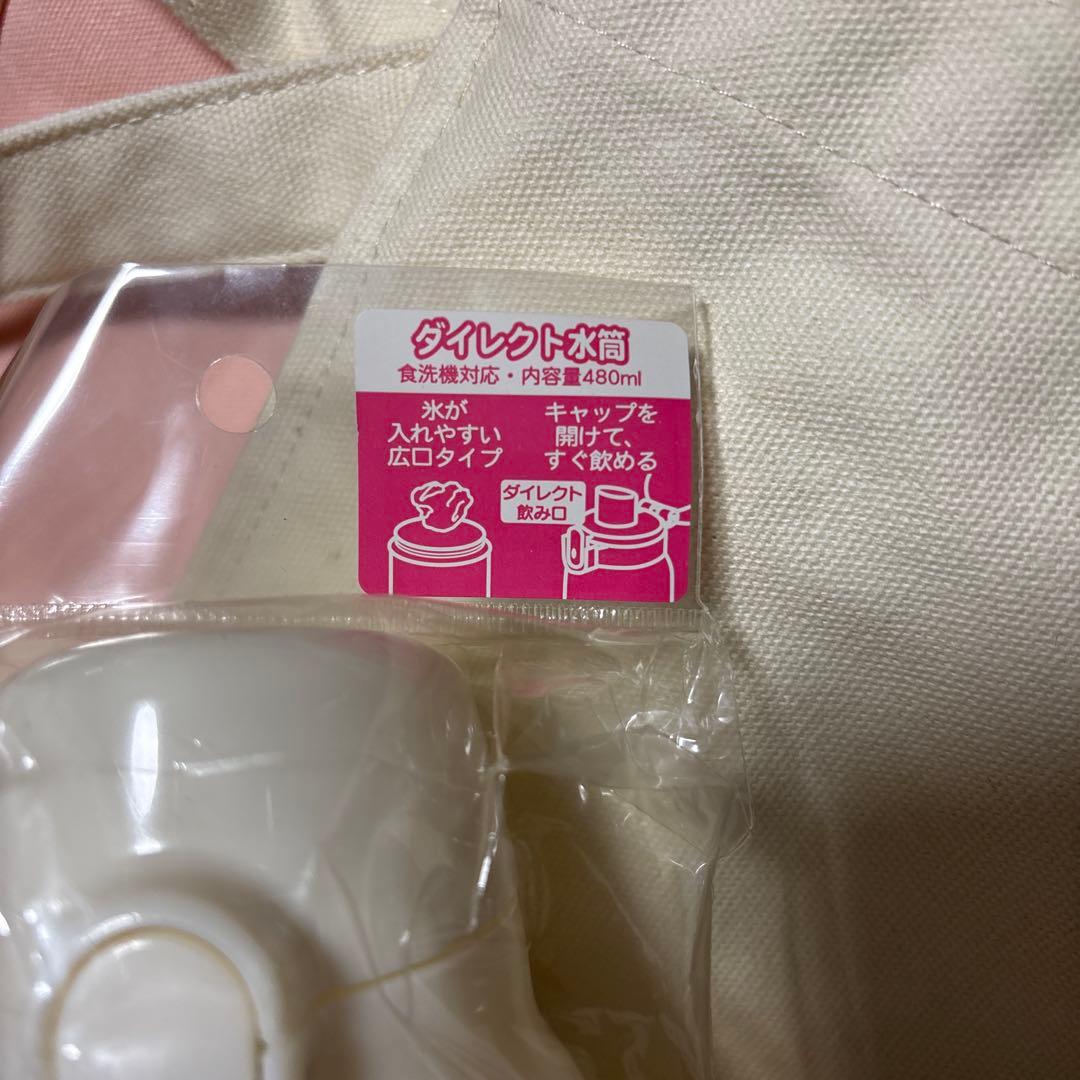 ダイレクト水筒
食洗機対応・内容量480ml
氷が
入れやすい
広口タイプ
キャップを
開けて、
すぐ飲める
ダイレクト
飲み口